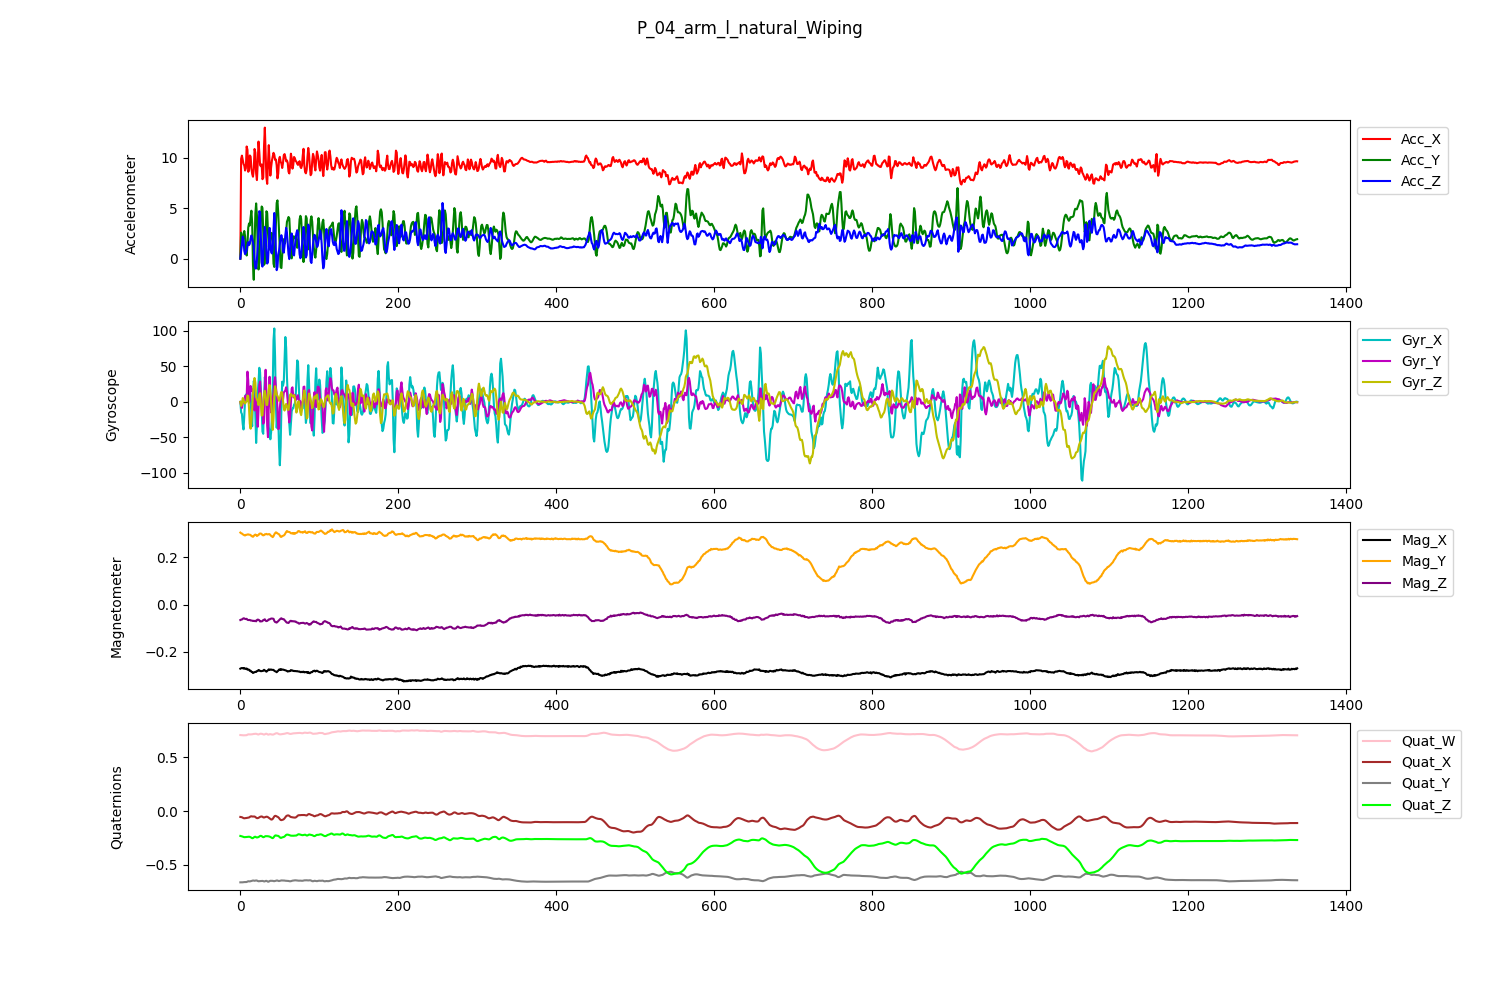 P_04_arm_l_natural_Wiping
Accelerometer
10
5
0
0 200 400 600 800 1000 1200 1400
Acc_X
Acc_Y
Acc_Z
Gyroscope
100
50
0
−50
−100
0 200 400 600 800 1000 1200 1400
Gyr_X
Gyr_Y
Gyr_Z
Magnetometer
0.2
0.0
−0.2
0 200 400 600 800 1000 1200 1400
Mag_X
Mag_Y
Mag_Z
Quaternions
0.5
0.0
−0.5
0 200 400 600 800 1000 1200 1400
Quat_W
Quat_X
Quat_Y
Quat_Z